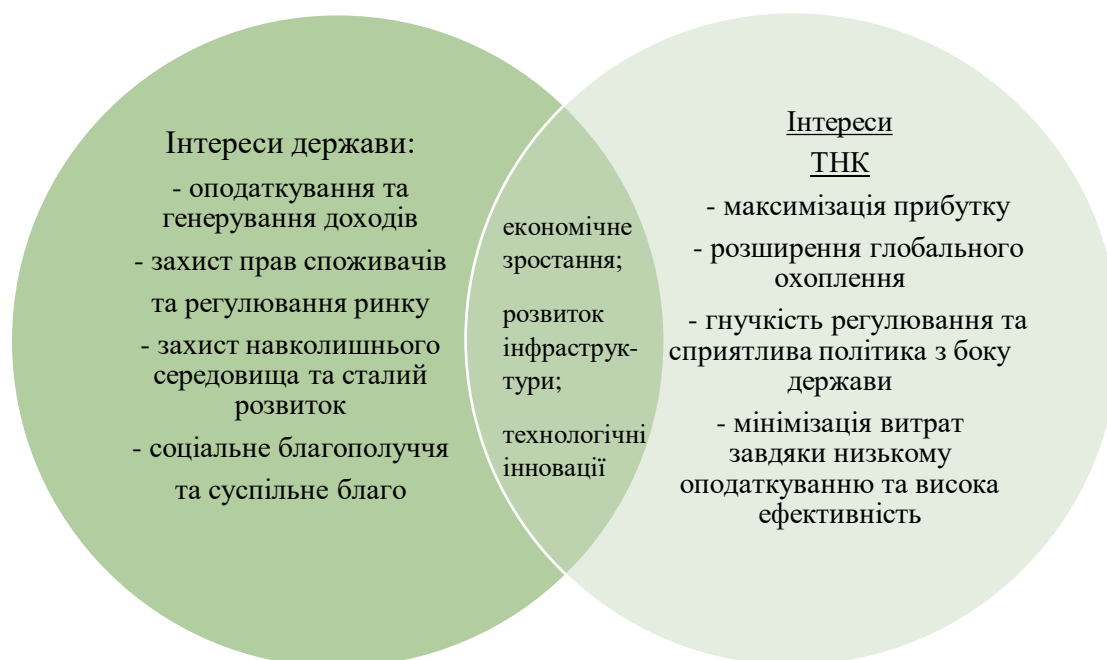 Інтереси держави:
- оподаткування та
генерування доходів
- захист прав споживачів
та регулювання ринку
- захист навколишнього
середовища та сталий
розвиток
- соціальне благополуччя
та суспільне благо
економічне
зростання;
розвиток
інфраструк-
тури;
технологічні
інновації
Інтереси
ТНК
- максимізація прибутку
- розширення глобального
охоплення
- гнучкість регулювання та
сприятлива політика з боку
держави
- мінімізація витрат
завдяки низькому
оподаткуванню та висока
ефективність